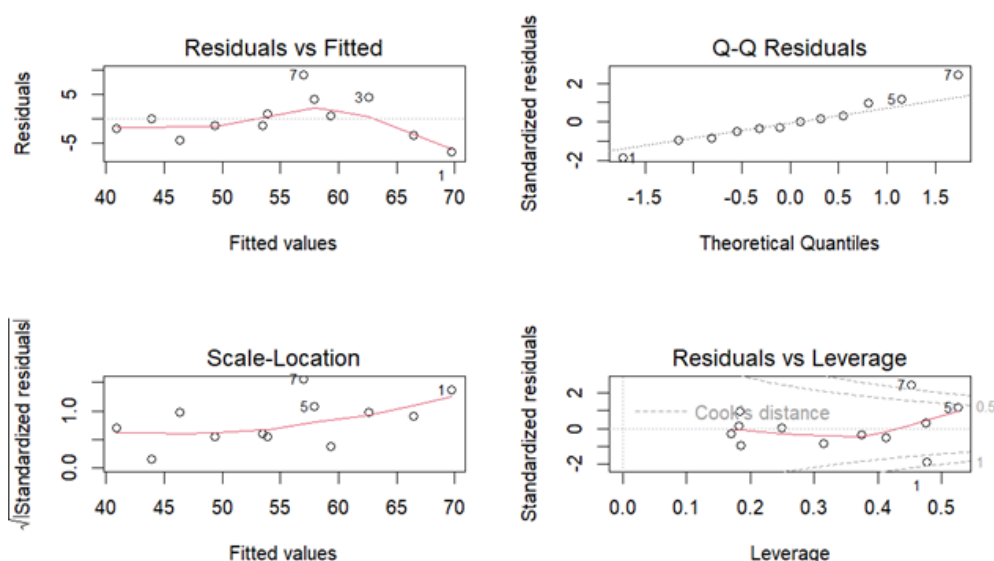 Residuals vs Fitted
Residuals
5
-5
7
3
1
40 45 50 55 60 65 70
Fitted values
Q-Q Residuals
Standardized residuals
2
0
-2
7
5
1
-1.5 -0.5 0.0 0.5 1.0 1.5
Theoretical Quantiles
Scale-Location
√|Standardized residuals|
1.0
0.0
7
5
1
40 45 50 55 60 65 70
Fitted values
Residuals vs Leverage
Standardized residuals
2
0
-2
7
5
1
Cook's distance
0.5
1
0.0 0.1 0.2 0.3 0.4 0.5
Leverage